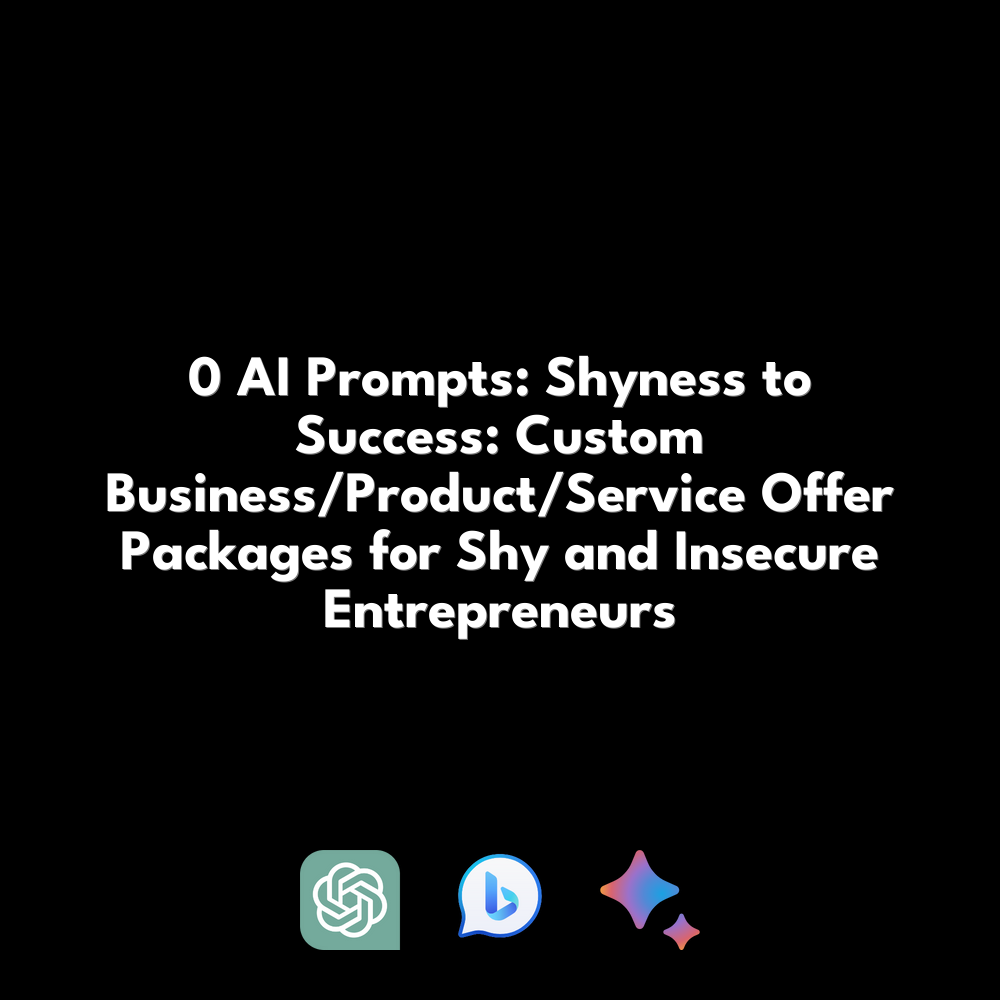 0 AI Prompts: Shyness to
Success: Custom
Business/Product/Service Offer
Packages for Shy and Insecure
Entrepreneurs